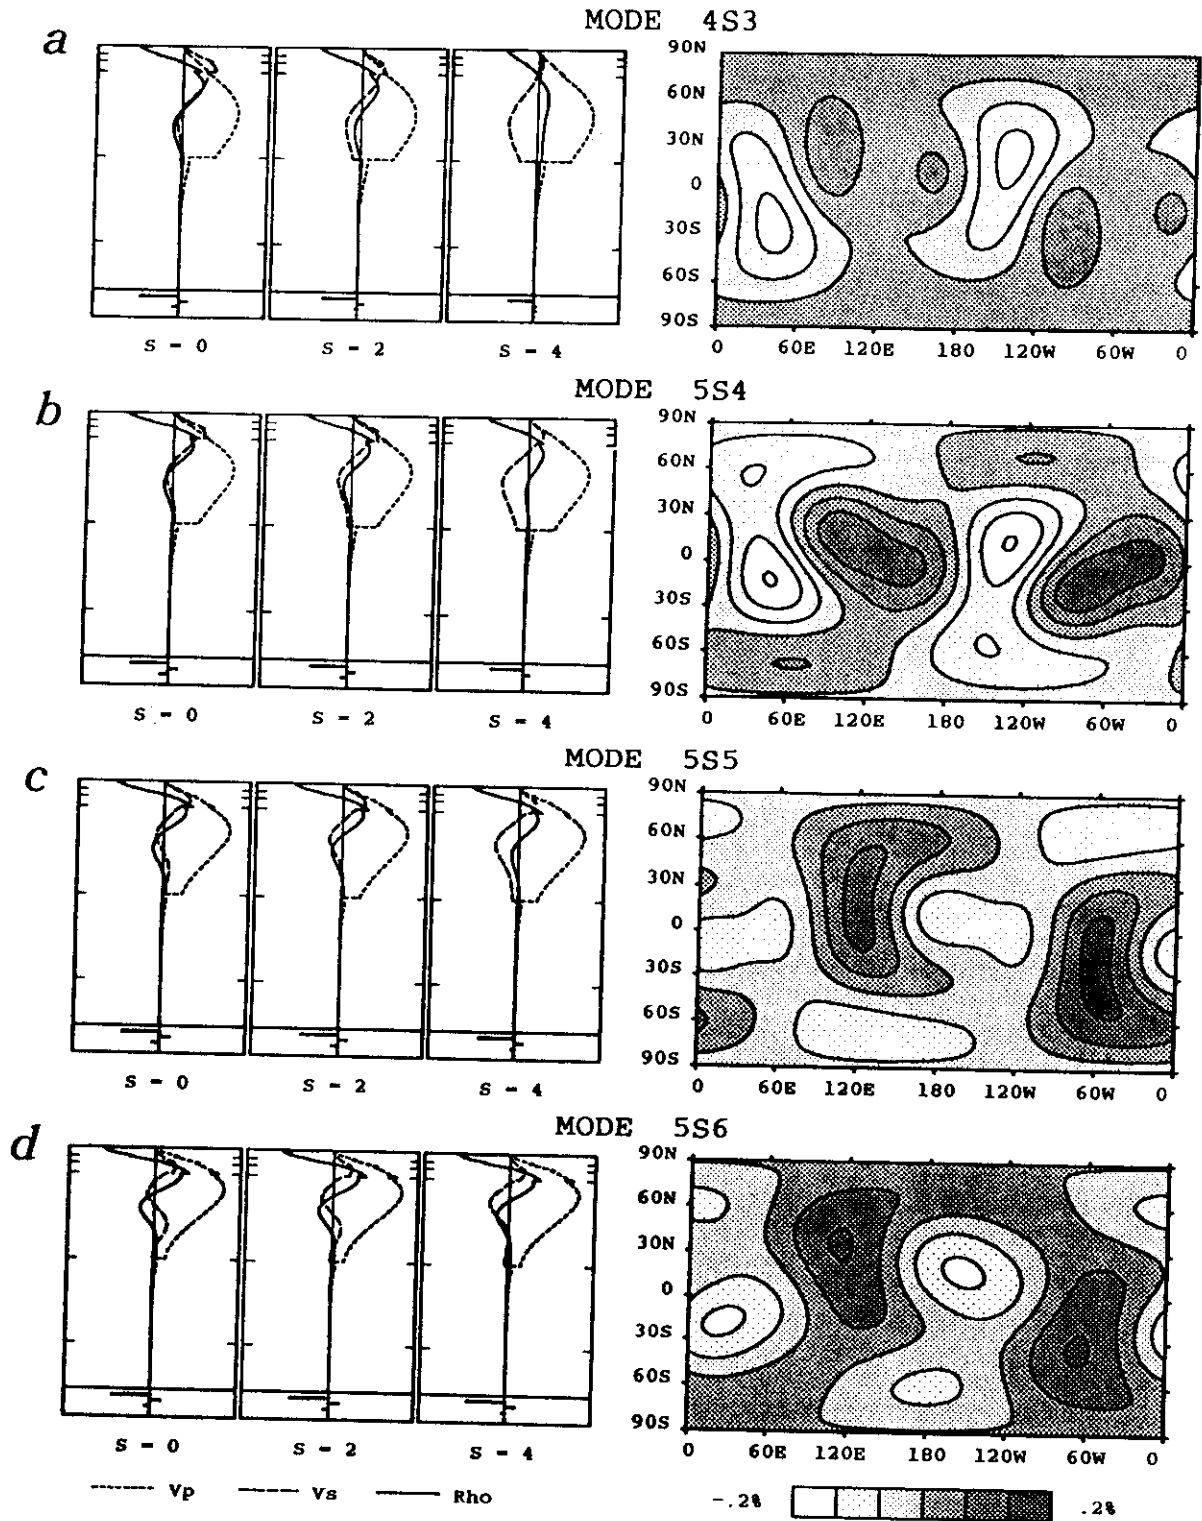 MODE 4S3
a
90N
60N
30N
0
30S
60S
90S
0 60E 120E 180 120W 60W 0
S = 0 S = 2 S = 4
MODE 5S4
b
90N
60N
30N
0
30S
60S
90S
0 60E 120E 180 120W 60W 0
S = 0 S = 2 S = 4
MODE 5S5
c
90N
60N
30N
0
30S
60S
90S
0 60E 120E 180 120W 60W 0
S = 0 S = 2 S = 4
MODE 5S6
d
90N
60N
30N
0
30S
60S
90S
0 60E 120E 180 120W 60W 0
S = 0 S = 2 S = 4
Vp Vs Rho
-.2% .2%